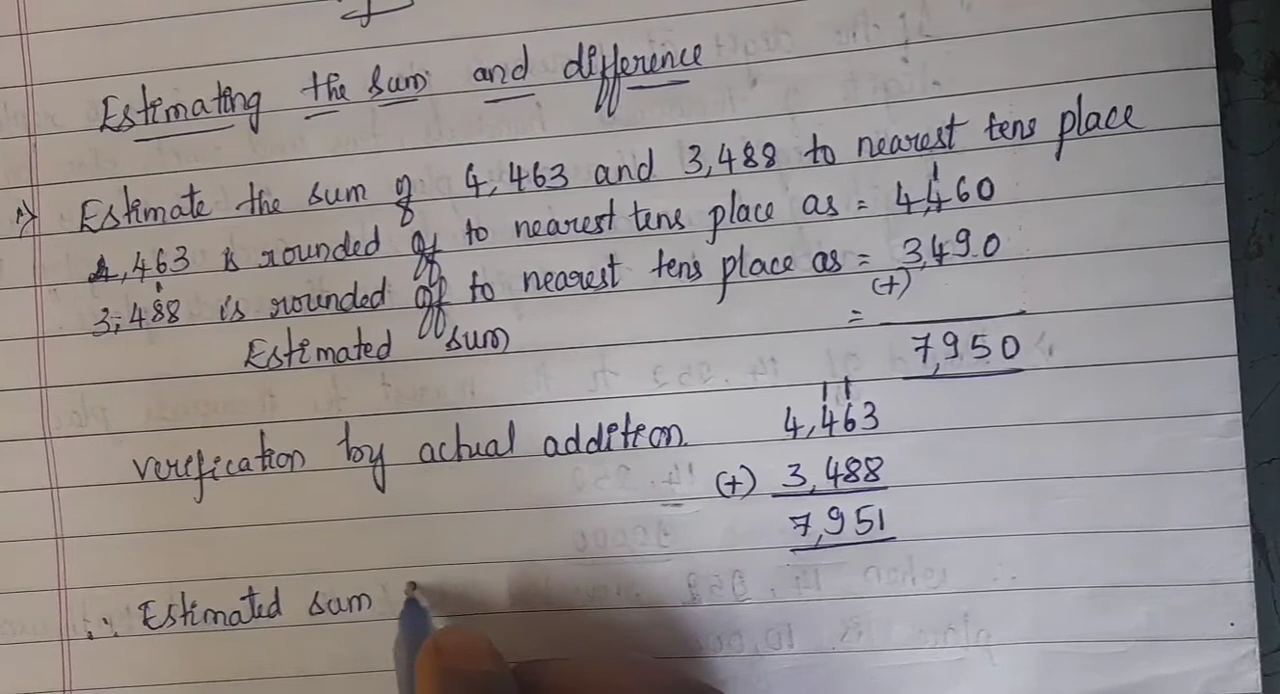 Estimating the sum and difference
1) Estimate the sum of 4,463 and 3,488 to nearest tens place
4,463 is rounded off to nearest tens place as = 4,460
3,488 is rounded off to nearest tens place as = 3,490
(+)
Estimated sum = 7,950
verification by actual addition 4,463
(+) 3,488
7,951
∴ Estimated sum